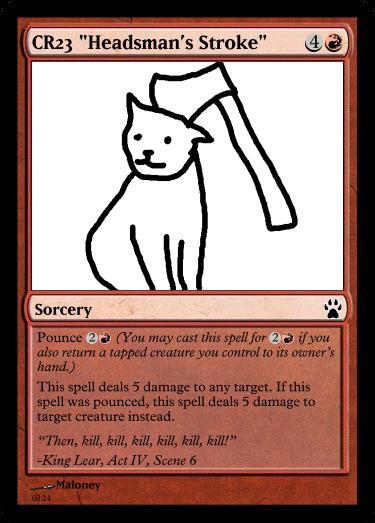 CR23 "Headsman's Stroke" 4
Sorcery
Pounce 2 (You may cast this spell for 2 if you
also return a tapped creature you control to its owner's
hand.)
This spell deals 5 damage to any target. If this
spell was pounced, this spell deals 5 damage to
target creature instead.
“Then, kill, kill, kill, kill, kill, kill!”
-King Lear, Act IV, Scene 6
Maloney
0124